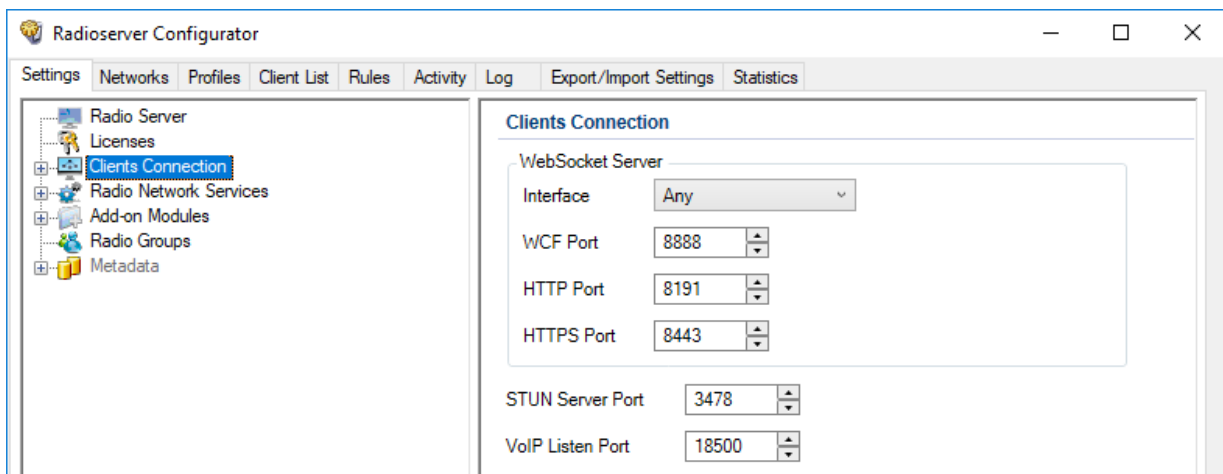 Radioserver Configurator
Settings Networks Profiles Client List Rules Activity Log Export/Import Settings Statistics
Radio Server
Licenses
Clients Connection
Radio Network Services
Add-on Modules
Radio Groups
Metadata
Clients Connection
WebSocket Server
Interface Any
WCF Port 8888
HTTP Port 8191
HTTPS Port 8443
STUN Server Port 3478
VoIP Listen Port 18500